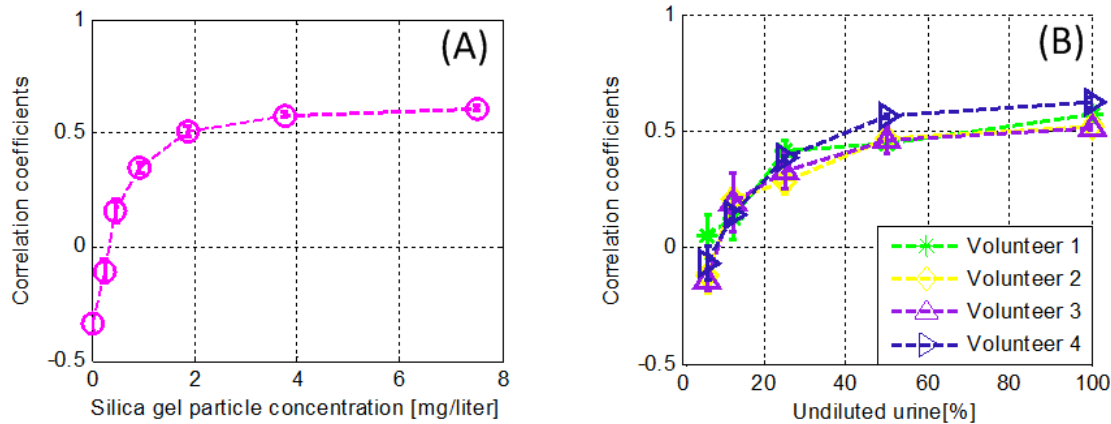 (A)
Correlation coefficients
1
0.5
0
-0.5
0 2 4 6 8
Silica gel particle concentration [mg/liter]
(B)
Correlation coefficients
1
0.5
0
-0.5
Volunteer 1
Volunteer 2
Volunteer 3
Volunteer 4
0 20 40 60 80 100
Undiluted urine[%]